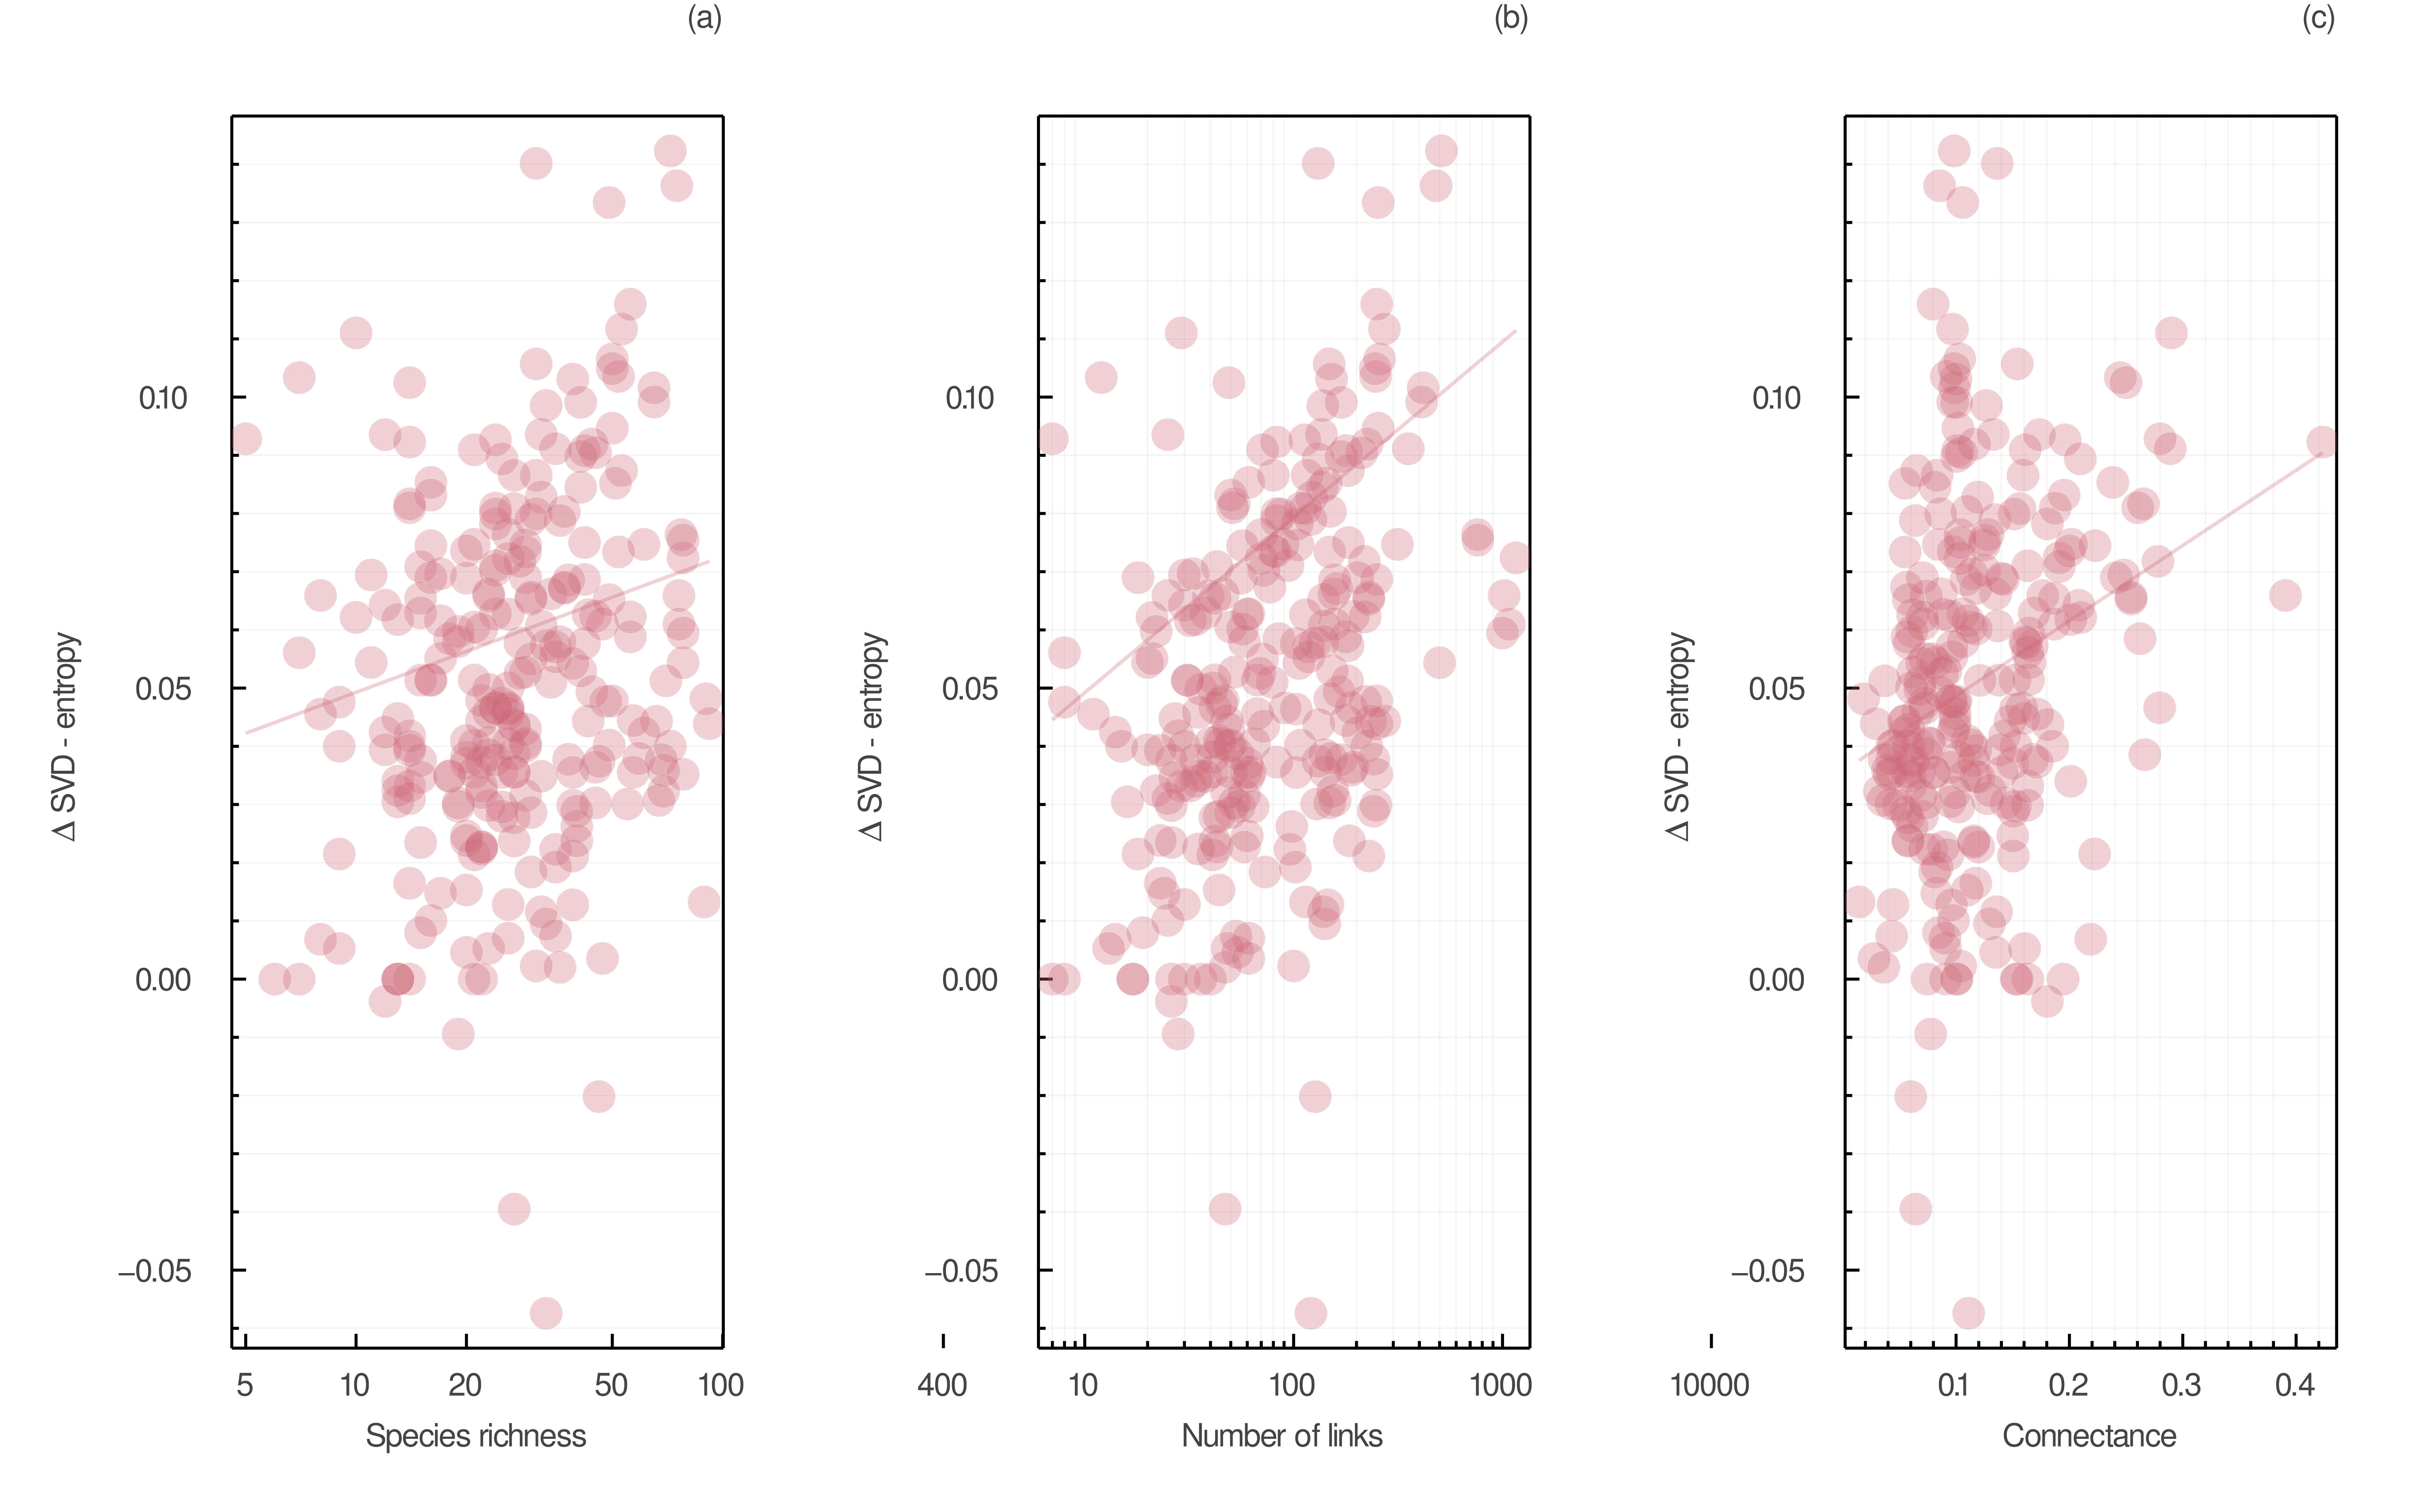 (a)
(b)
(c)
0.10
0.05
0.00
−0.05
Δ SVD - entropy
5 10 20 50 100 400
Species richness
0.10
0.05
0.00
−0.05
Δ SVD - entropy
10 100 1000 10000
Number of links
0.10
0.05
0.00
−0.05
Δ SVD - entropy
0.1 0.2 0.3 0.4
Connectance